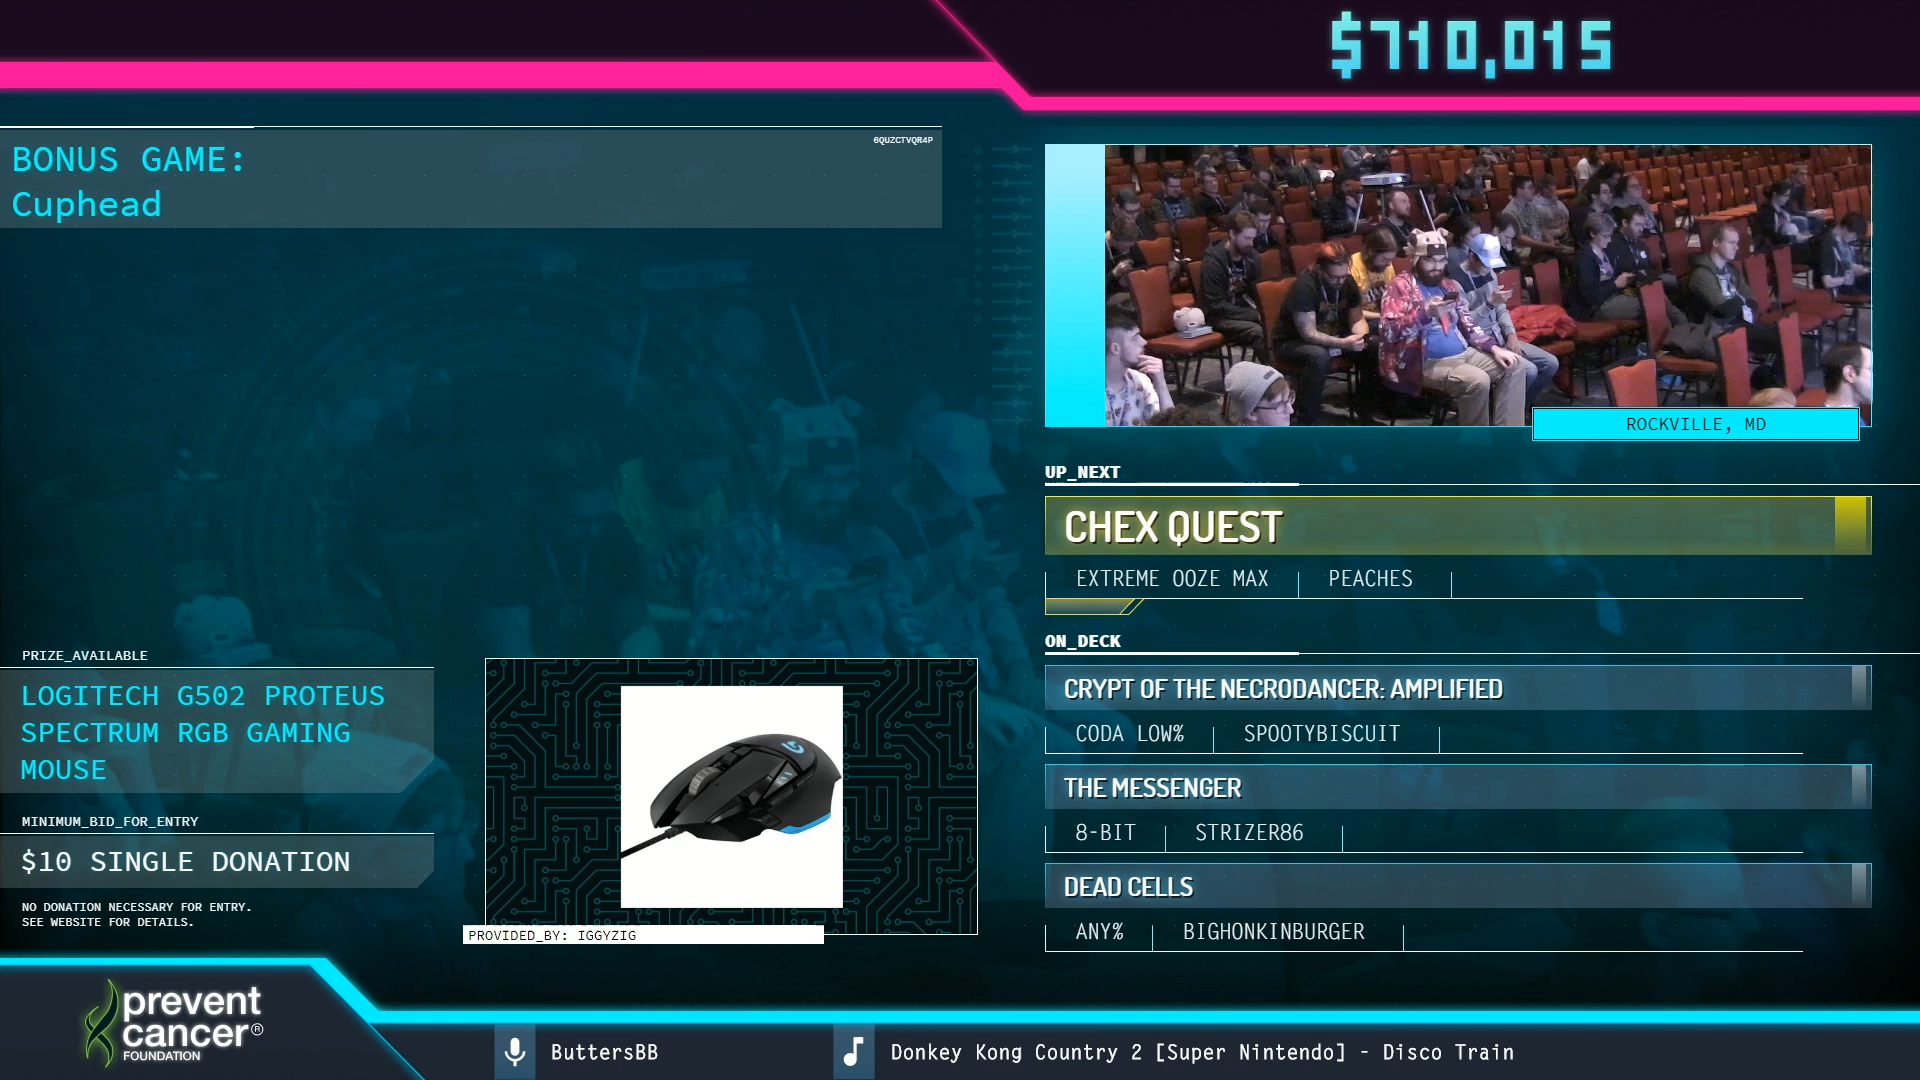 $710,015
BONUS GAME:
Cuphead
6QUZCTVQR4P
ROCKVILLE, MD
UP_NEXT
CHEX QUEST
EXTREME OOZE MAX
PEACHES
ON_DECK
CRYPT OF THE NECRODANCER: AMPLIFIED
CODA LOW%
SPOOTYBISCUIT
THE MESSENGER
8-BIT
STRIZER86
DEAD CELLS
ANY%
BIGHONKINBURGER
PRIZE_AVAILABLE
LOGITECH G502 PROTEUS
SPECTRUM RGB GAMING
MOUSE
MINIMUM_BID_FOR_ENTRY
$10 SINGLE DONATION
NO DONATION NECESSARY FOR ENTRY.
SEE WEBSITE FOR DETAILS.
PROVIDED_BY: IGGYZIG
prevent
cancer®
FOUNDATION
ButtersBB
Donkey Kong Country 2 [Super Nintendo] - Disco Train